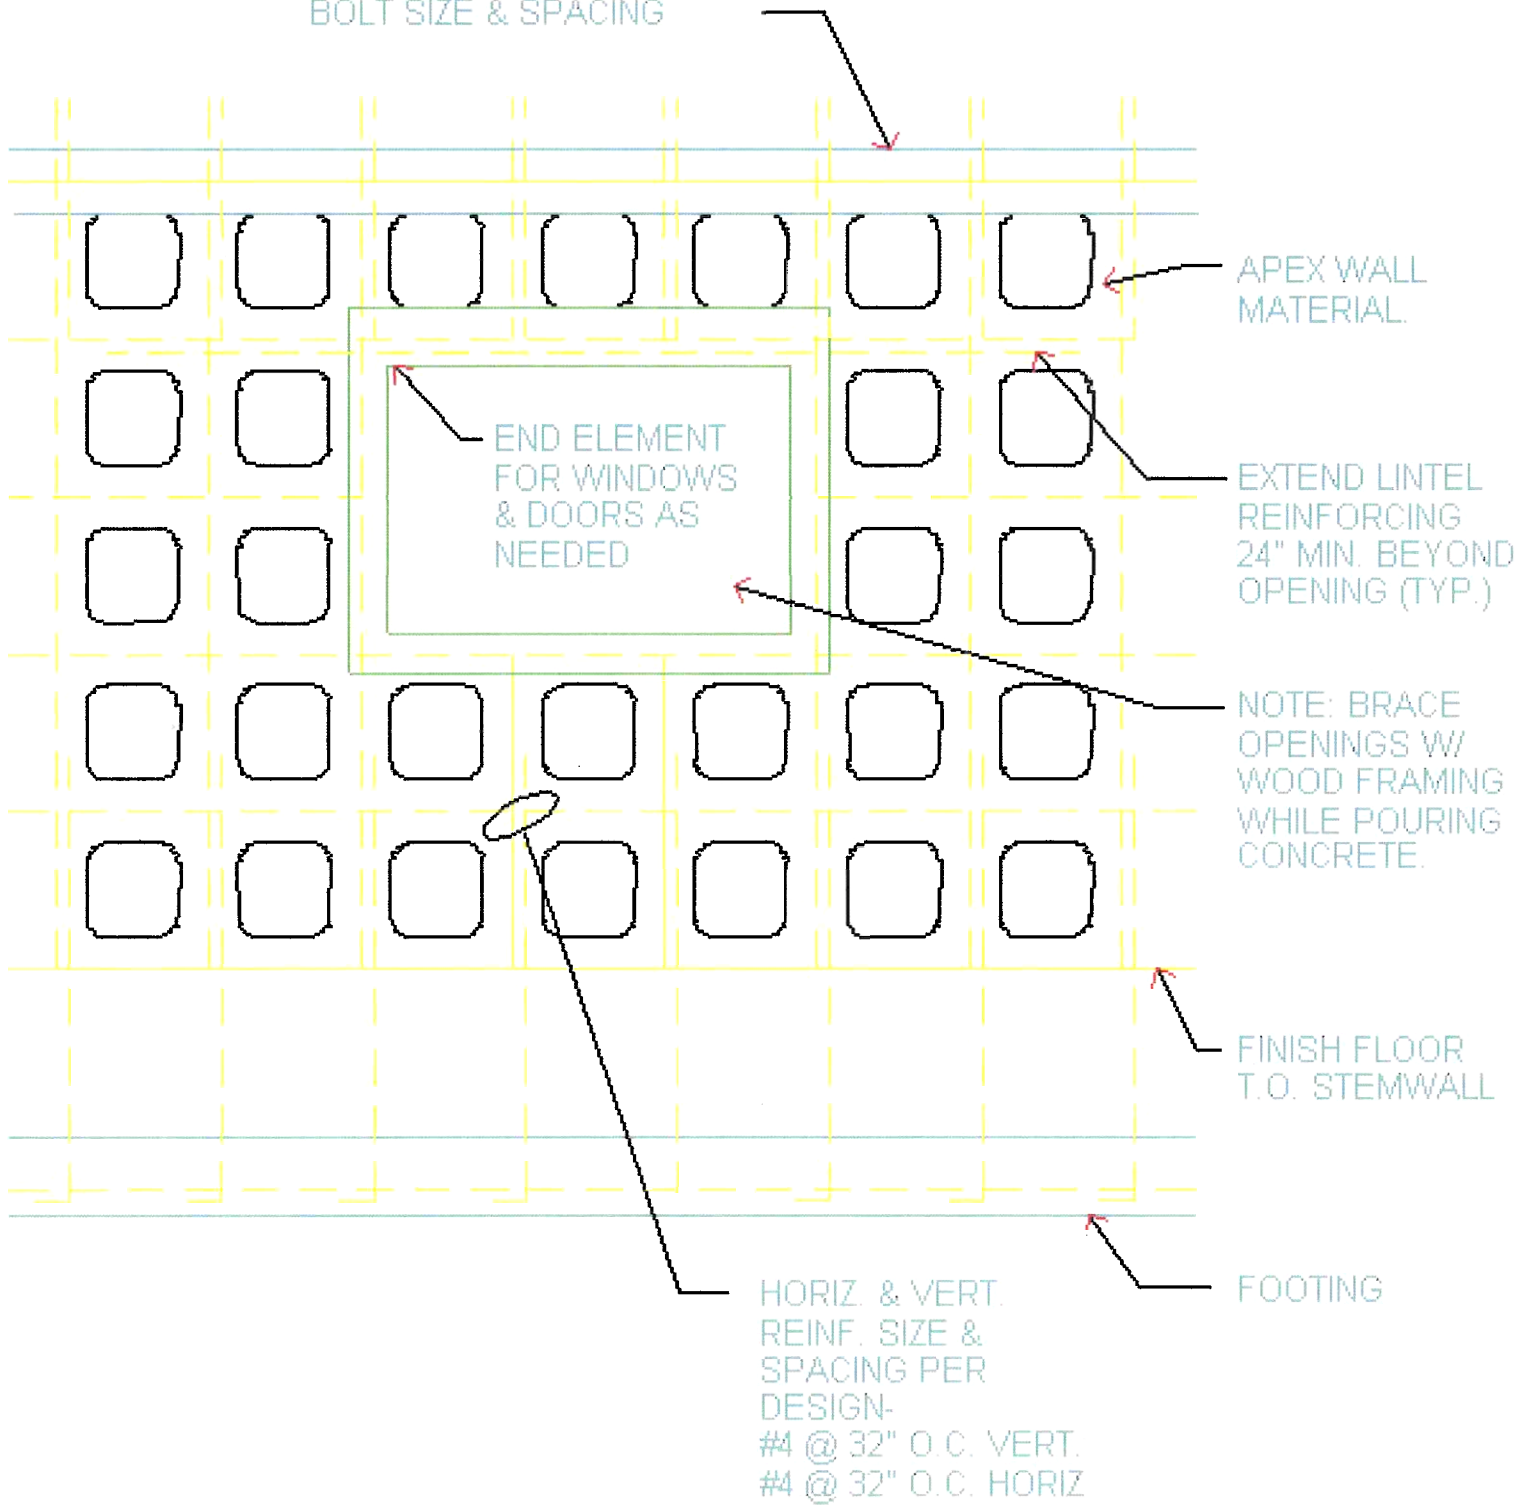 BOLT SIZE & SPACING
APEX WALL
MATERIAL.
END ELEMENT
FOR WINDOWS
& DOORS AS
NEEDED
EXTEND LINTEL
REINFORCING
24" MIN. BEYOND
OPENING (TYP.)
NOTE: BRACE
OPENINGS W/
WOOD FRAMING
WHILE POURING
CONCRETE.
FINISH FLOOR
T.O. STEMWALL
FOOTING
HORIZ. & VERT.
REINF. SIZE &
SPACING PER
DESIGN-
#4 @ 32" O.C. VERT.
#4 @ 32" O.C. HORIZ